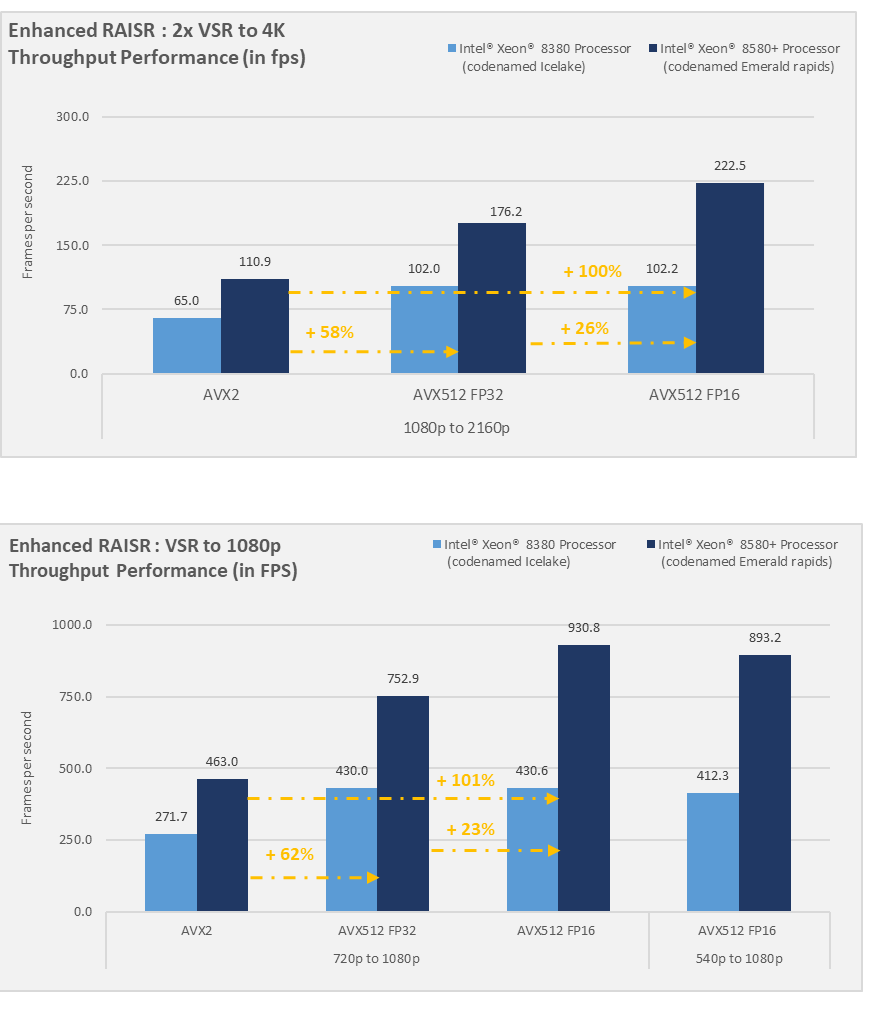 Enhanced RAISR : 2x VSR to 4K
Throughput Performance (in fps)
Intel® Xeon® 8380 Processor
(codenamed Icelake)
Intel® Xeon® 8580+ Processor
(codenamed Emerald rapids)
300.0
225.0
150.0
75.0
0.0
Frames per second
65.0
110.9
102.0
176.2
102.2
222.5
+ 58%
+ 100%
+ 26%
AVX2
AVX512 FP32
AVX512 FP16
1080p to 2160p
Enhanced RAISR : VSR to 1080p
Throughput Performance (in FPS)
Intel® Xeon® 8380 Processor
(codenamed Icelake)
Intel® Xeon® 8580+ Processor
(codenamed Emerald rapids)
1000.0
750.0
500.0
250.0
0.0
Frames per second
271.7
463.0
430.0
752.9
430.6
930.8
412.3
893.2
+ 62%
+ 101%
+ 23%
AVX2
AVX512 FP32
AVX512 FP16
AVX512 FP16
720p to 1080p
540p to 1080p